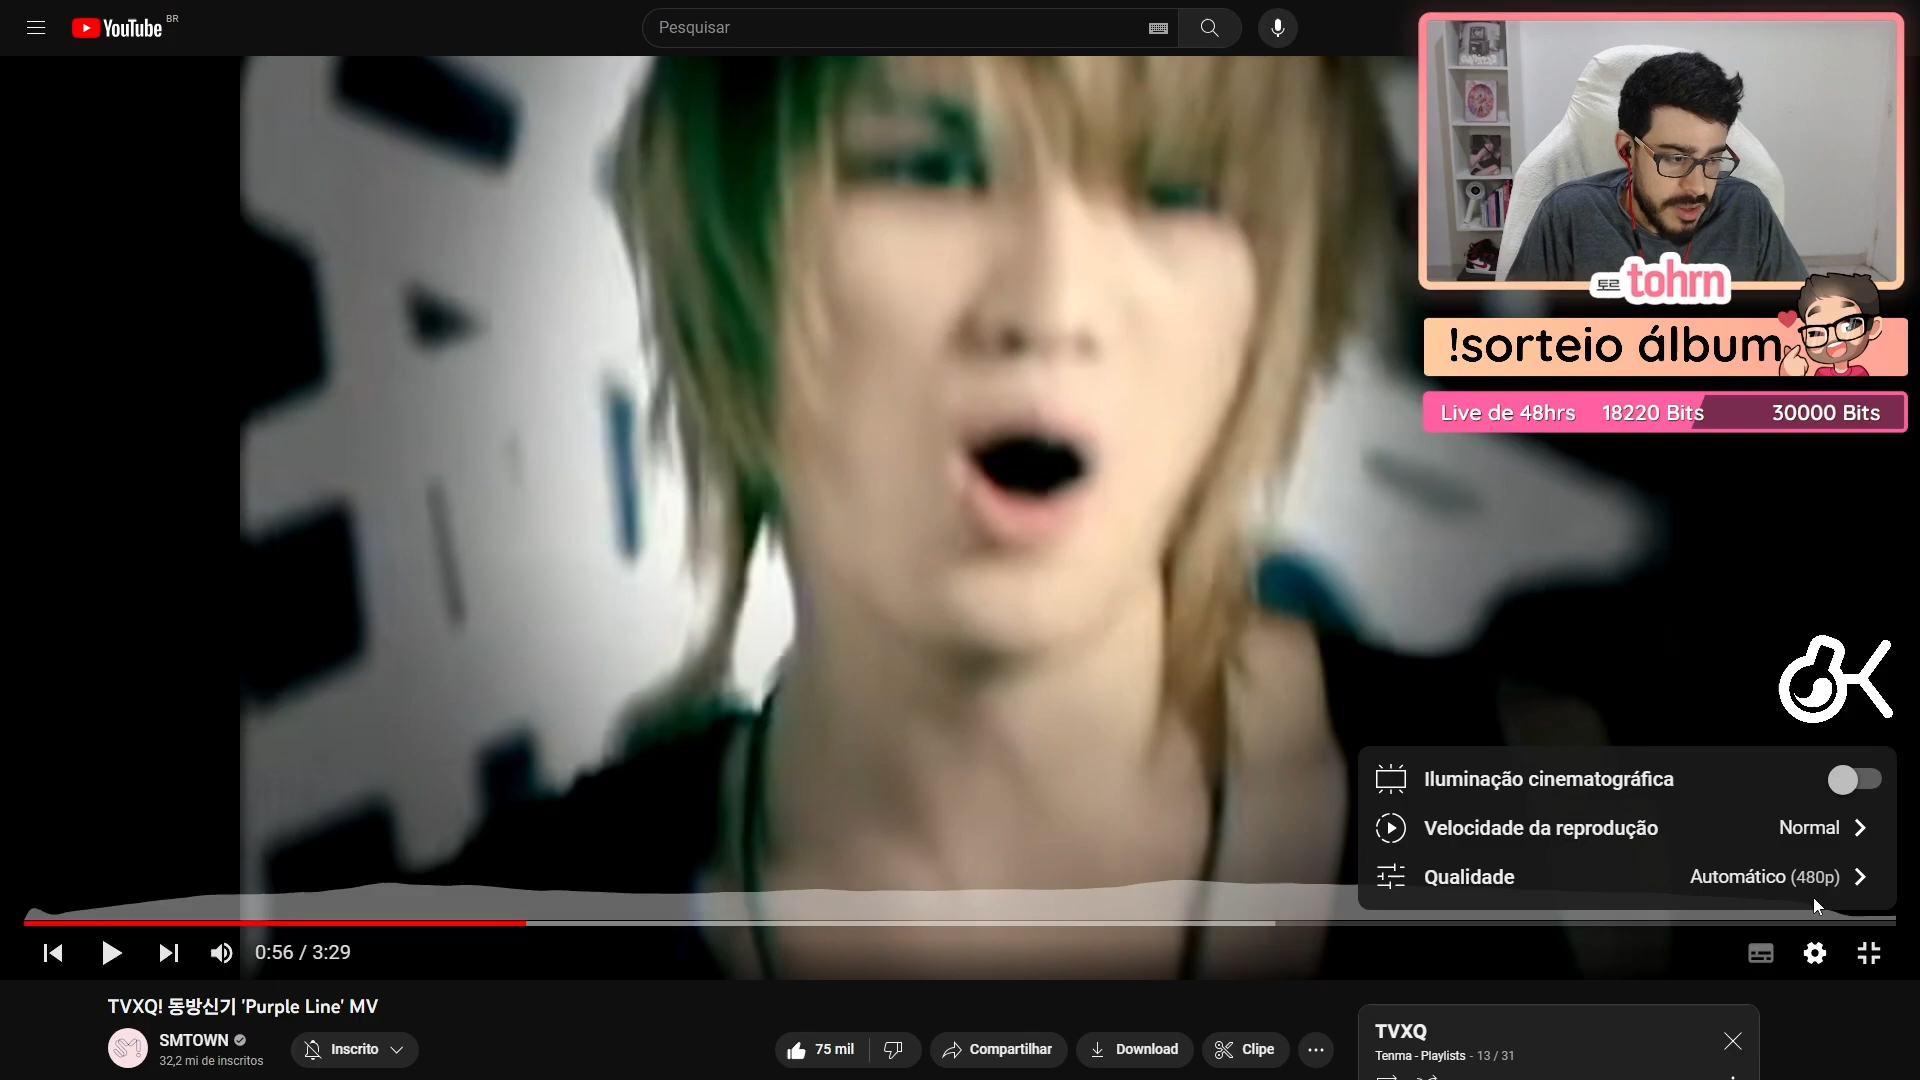 YouTube BR
Pesquisar
토르 tohrn
!sorteio álbum
Live de 48hrs 18220 Bits 30000 Bits
Iluminação cinematográfica
Velocidade da reprodução Normal
Qualidade Automático (480p)
0:56 / 3:29
TVXQ! 동방신기 'Purple Line' MV
SMTOWN
32,2 mi de inscritos
Inscrito
75 mil
Compartilhar
Download
Clipe
TVXQ
Tenma - Playlists - 13 / 31